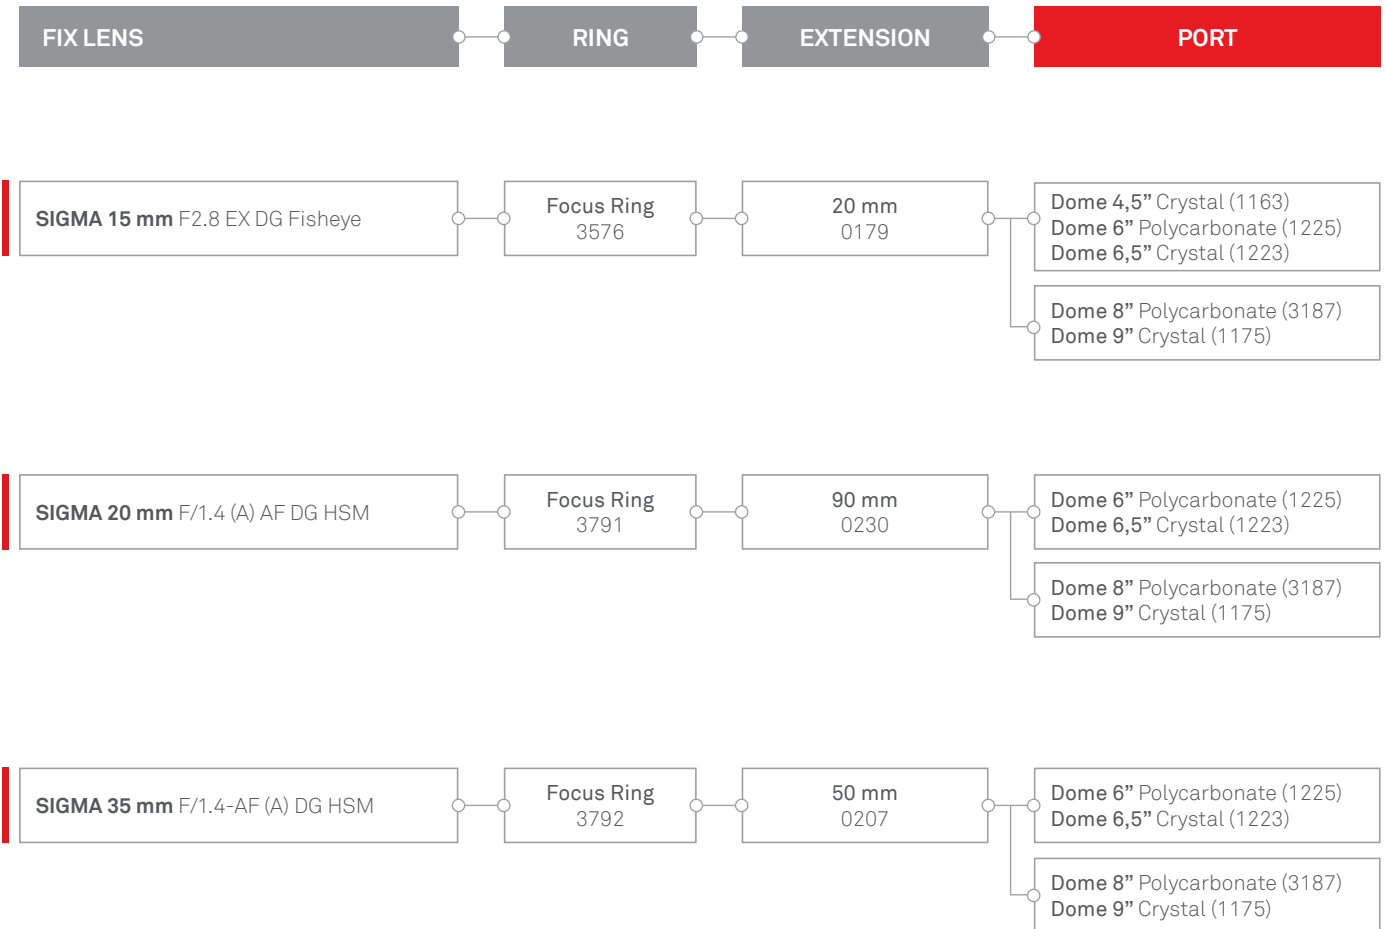 FIX LENS
RING
EXTENSION
PORT
SIGMA 15 mm F2.8 EX DG Fisheye
Focus Ring
3576
20 mm
0179
Dome 4,5” Crystal (1163)
Dome 6” Polycarbonate (1225)
Dome 6,5” Crystal (1223)
Dome 8” Polycarbonate (3187)
Dome 9” Crystal (1175)
SIGMA 20 mm F/1.4 (A) AF DG HSM
Focus Ring
3791
90 mm
0230
Dome 6” Polycarbonate (1225)
Dome 6,5” Crystal (1223)
Dome 8” Polycarbonate (3187)
Dome 9” Crystal (1175)
SIGMA 35 mm F/1.4-AF (A) DG HSM
Focus Ring
3792
50 mm
0207
Dome 6” Polycarbonate (1225)
Dome 6,5” Crystal (1223)
Dome 8” Polycarbonate (3187)
Dome 9” Crystal (1175)